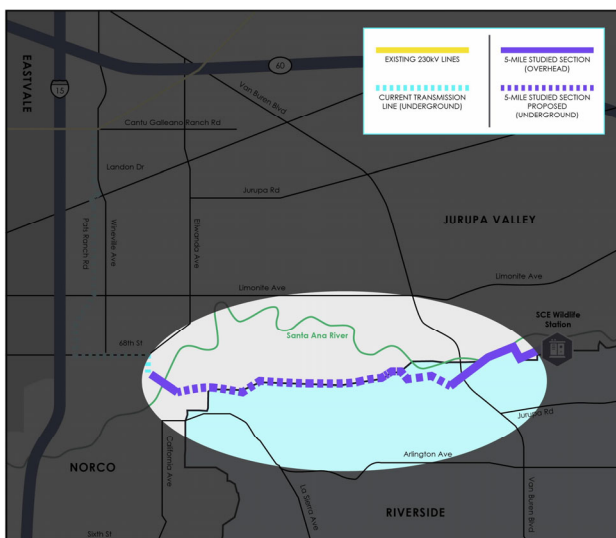 EXISTING 230kV LINES
CURRENT TRANSMISSION
LINE (UNDERGROUND)
5-MILE STUDIED SECTION
(OVERHEAD)
5-MILE STUDIED SECTION
PROPOSED
(UNDERGROUND)
EASTVALE
15
60
Van Buren Blvd
Cantu Galleano Ranch Rd
Landon Dr
Jurupa Rd
Pats Ranch Rd
Wineville Ave
Etiwanda Ave
JURUPA VALLEY
Limonite Ave
Limonite Ave
SCE Wildlife
Station
Santa Ana River
68th St
Jurupa Rd
California Ave
NORCO
La Sierra Ave
Arlington Ave
Van Buren Blvd
RIVERSIDE
Sixth St